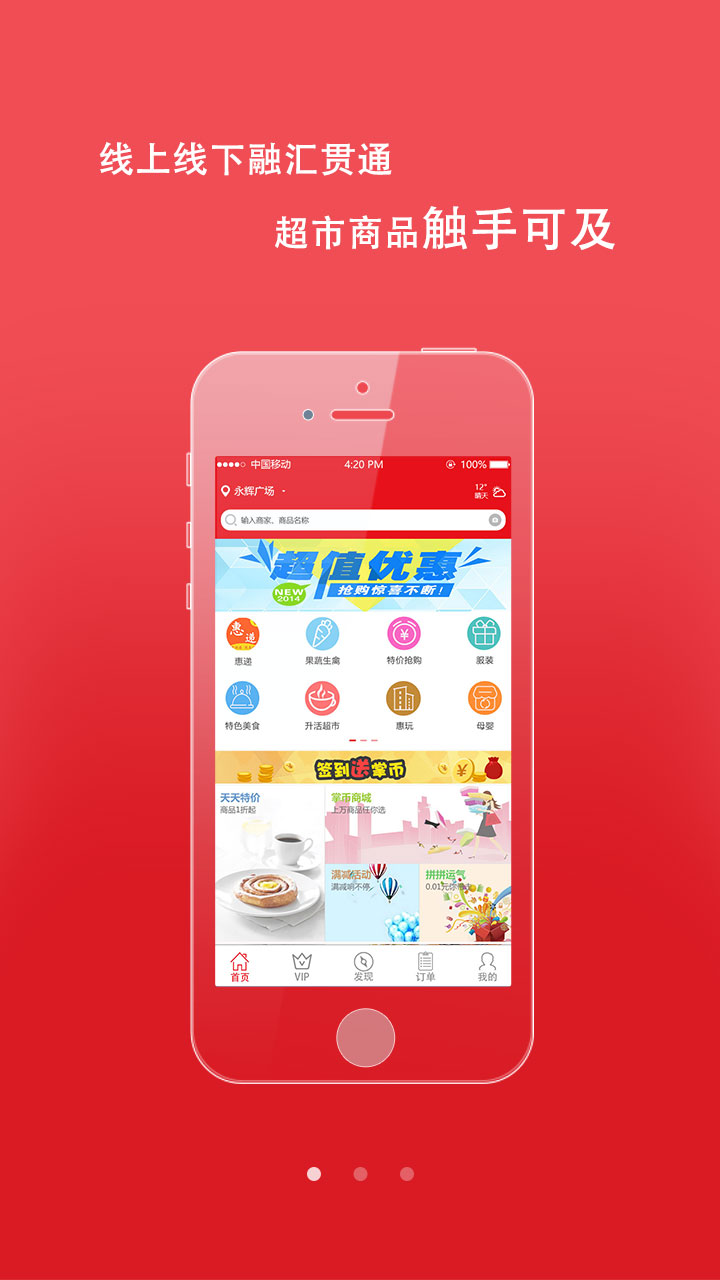 线上线下融汇贯通
超市商品触手可及
中国移动 4:20 PM 100%
永辉广场 12° 晴天
输入商家、商品名称
超值优惠
NEW 2014 抢购惊喜不断！
惠递
惠递 果蔬生禽 特价抢购 服装
特色美食 升活超市 惠玩 母婴
签到送掌币
天天特价 掌币商城
商品1折起 上万商品任你选
满减活动 拼拼运气
满减响不停 0.01元你
首页 VIP 发现 订单 我的